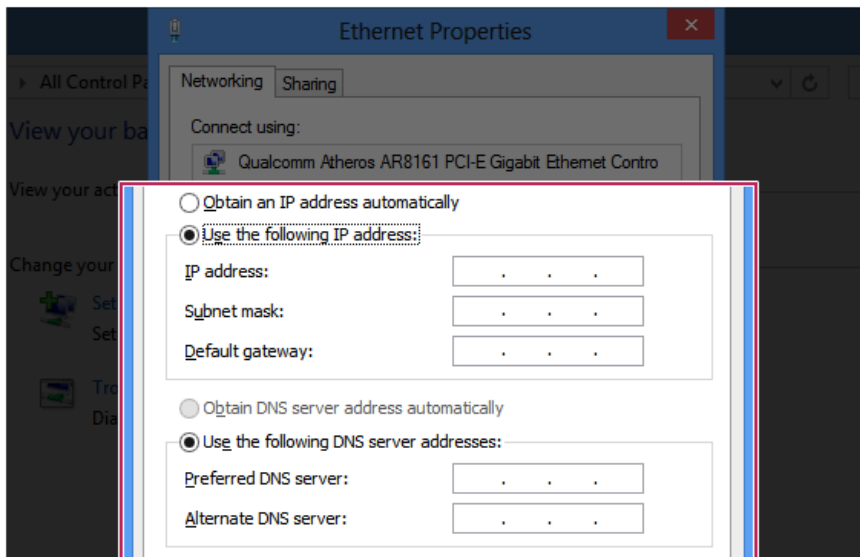 Ethernet Properties
All Control Pa
Networking
Sharing
View your ba
Connect using:
Qualcomm Atheros AR8161 PCI-E Gigabit Ethernet Contro
View your act
Obtain an IP address automatically
Use the following IP address:
Change your
IP address:
Set
Subnet mask:
Set
Default gateway:
Tro
Obtain DNS server address automatically
Dia
Use the following DNS server addresses:
Preferred DNS server:
Alternate DNS server: